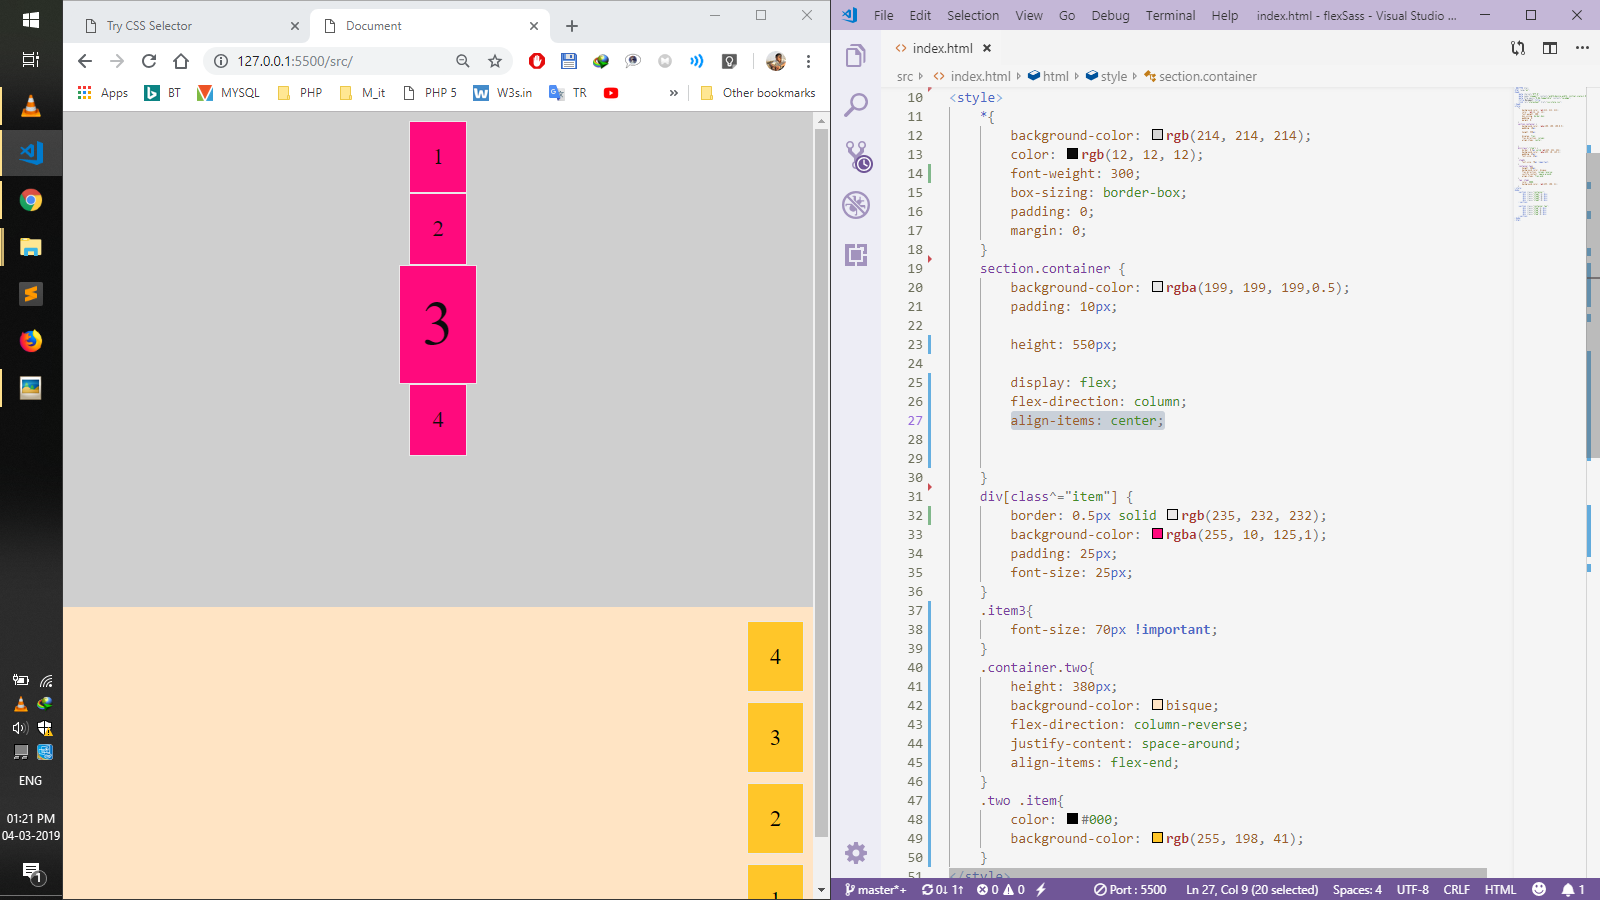 Try CSS Selector
Document
127.0.0.1:5500/src/
Apps
BT
MYSQL
PHP
M_it
PHP 5
W3s.in
TR
»
Other bookmarks
1
2
3
4
4
3
2
1
ENG
01:21 PM
04-03-2019
1
File Edit Selection View Go Debug Terminal Help
index.html - flexSass - Visual Studio ...
index.html
src › index.html › html › style › section.container
10 <style>
11 *{
12 background-color: rgb(214, 214, 214);
13 color: rgb(12, 12, 12);
14 font-weight: 300;
15 box-sizing: border-box;
16 padding: 0;
17 margin: 0;
18 }
19 section.container {
20 background-color: rgba(199, 199, 199,0.5);
21 padding: 10px;
22
23 height: 550px;
24
25 display: flex;
26 flex-direction: column;
27 align-items: center;
28
29
30 }
31 div[class^="item"] {
32 border: 0.5px solid rgb(235, 232, 232);
33 background-color: rgba(255, 10, 125,1);
34 padding: 25px;
35 font-size: 25px;
36 }
37 .item3{
38 font-size: 70px !important;
39 }
40 .container.two{
41 height: 380px;
42 background-color: bisque;
43 flex-direction: column-reverse;
44 justify-content: space-around;
45 align-items: flex-end;
46 }
47 .two .item{
48 color: #000;
49 background-color: rgb(255, 198, 41);
50 }
51 </style>
master*+ 0↓ 1↑ 0 0 Port : 5500 Ln 27, Col 9 (20 selected) Spaces: 4 UTF-8 CRLF HTML 1